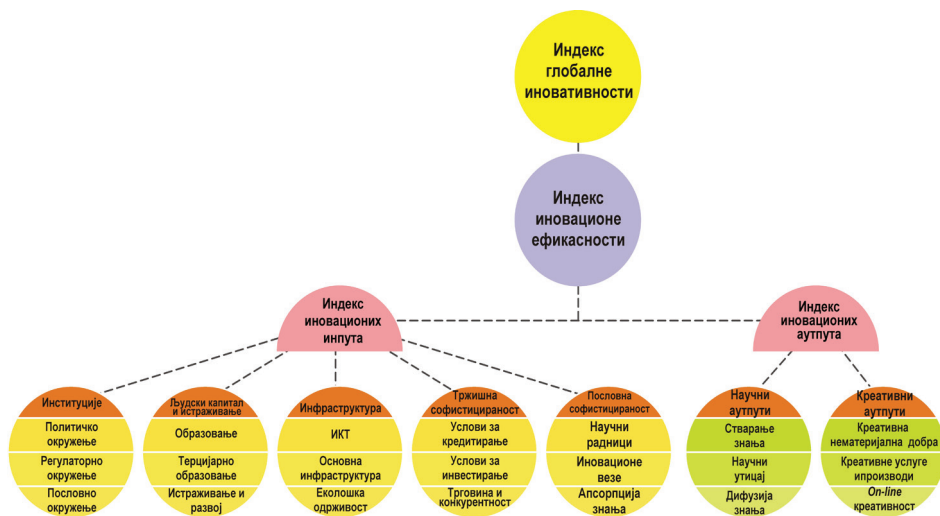 Индекс
глобалне
иновативности
Индекс
иновационе
ефикасности
Индекс
иновационих
инпута
Индекс
иновационих
аутпута
Институције
Политичко
окружење
Регулаторно
окружење
Пословно
окружење
Људски капитал
и истраживање
Образовање
Терцијарно
образовање
Истраживање и
развој
Инфраструктура
ИКТ
Основна
инфраструктура
Еколошка
одрживост
Тржишна
софистицираност
Услови за
кредитирање
Услови за
инвестирање
Трговина и
конкурентност
Пословна
софистицираност
Научни
радници
Иновационе
везе
Апсорпција
знања
Научни
аутпути
Стварање
знања
Научни
утицај
Дифузија
знања
Креативни
аутпути
Креативна
нематеријална добра
Креативне услуге
ипроизводи
On-line
креативност